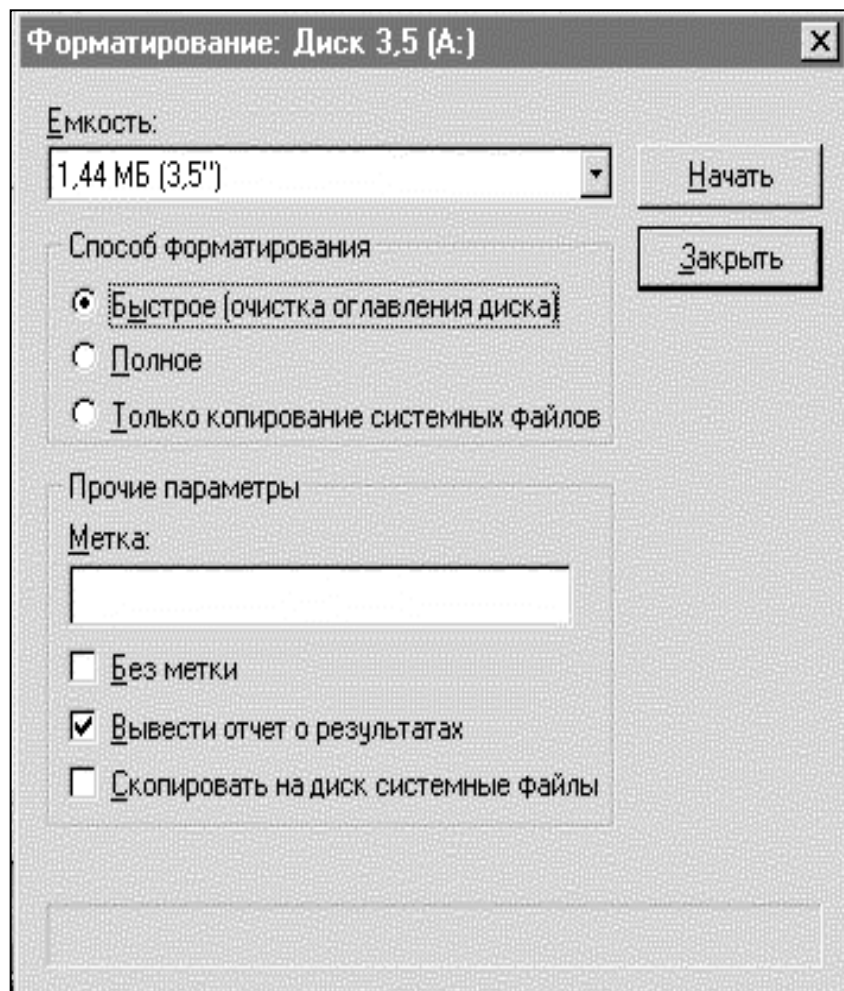 Форматирование: Диск 3,5 (A:)
Емкость:
1,44 МБ (3,5")
Начать
Способ форматирования
Закрыть
Быстрое (очистка оглавления диска)
Полное
Только копирование системных файлов
Прочие параметры
Метка:
Без метки
Вывести отчет о результатах
Скопировать на диск системные файлы